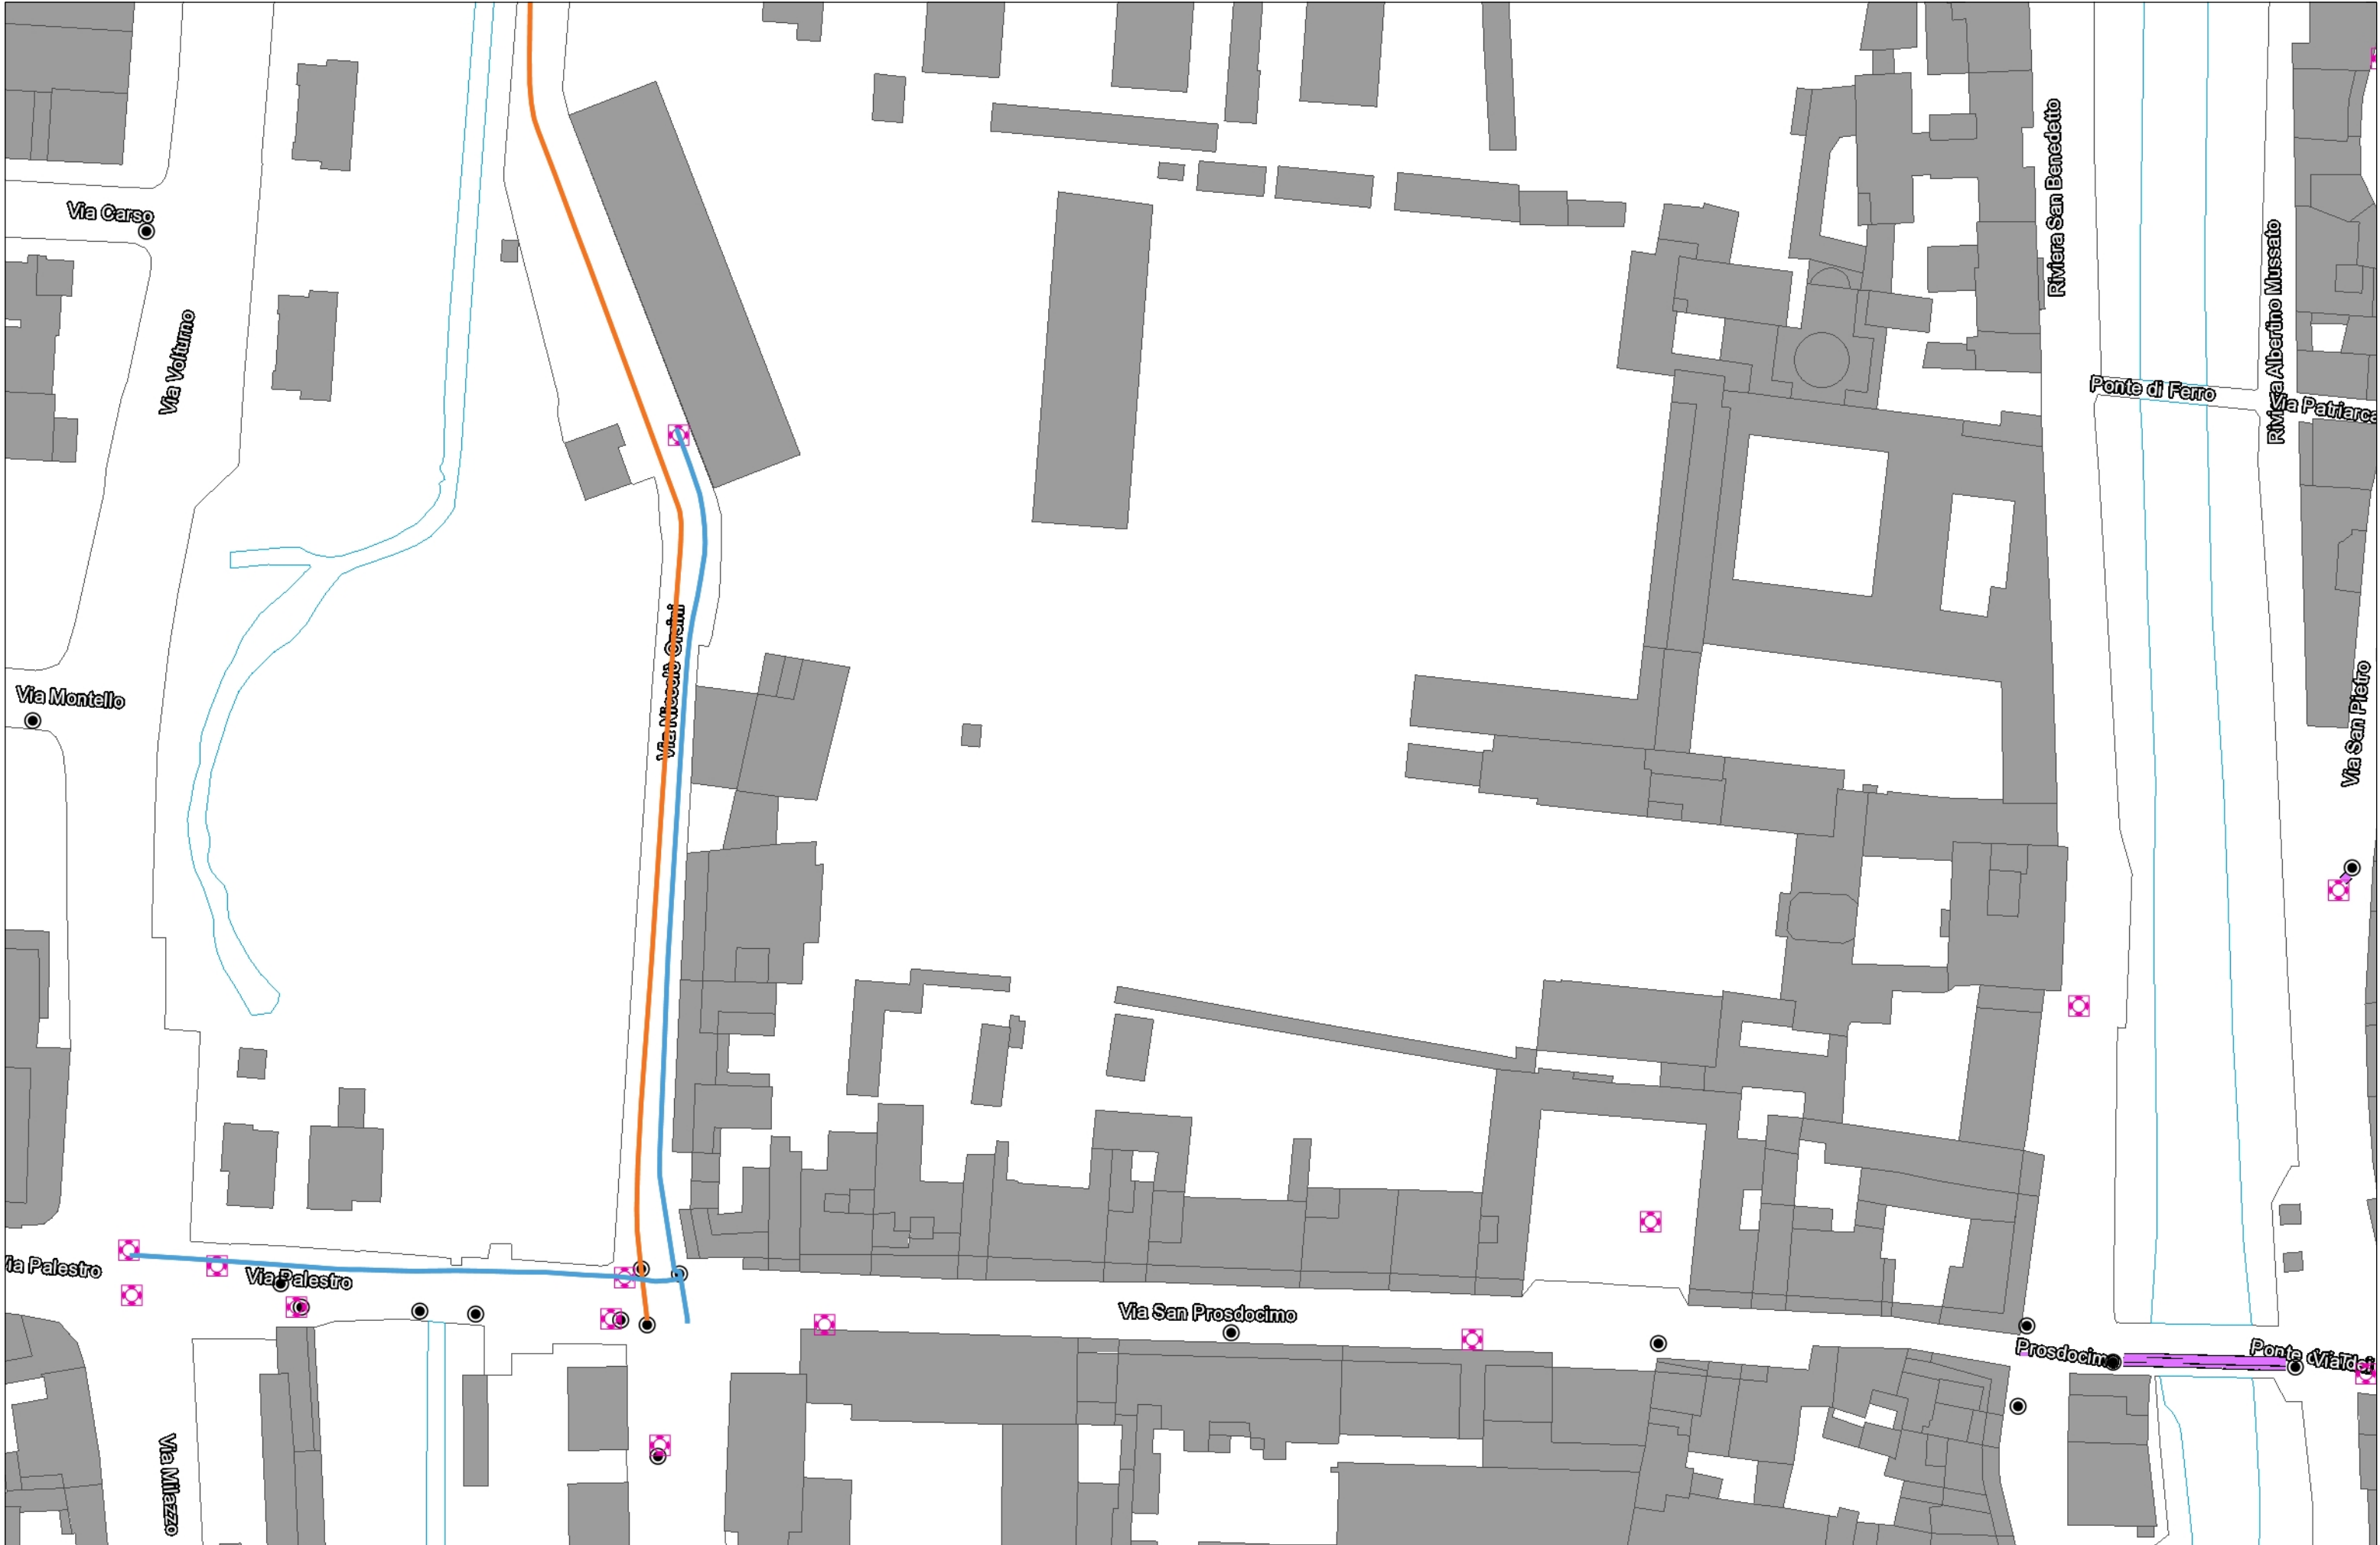 Via Carso
Riviera San Benedetto
Riviera Albertino Mussato
Via Volturno
Ponte di Ferro
Via Patriarca
Via Niccolò Orsini
Via Montello
Via San Pietro
Via Palestro
Via Palestro
Via San Prosdocimo
Prosdocimo
Ponte
Via Milazzo